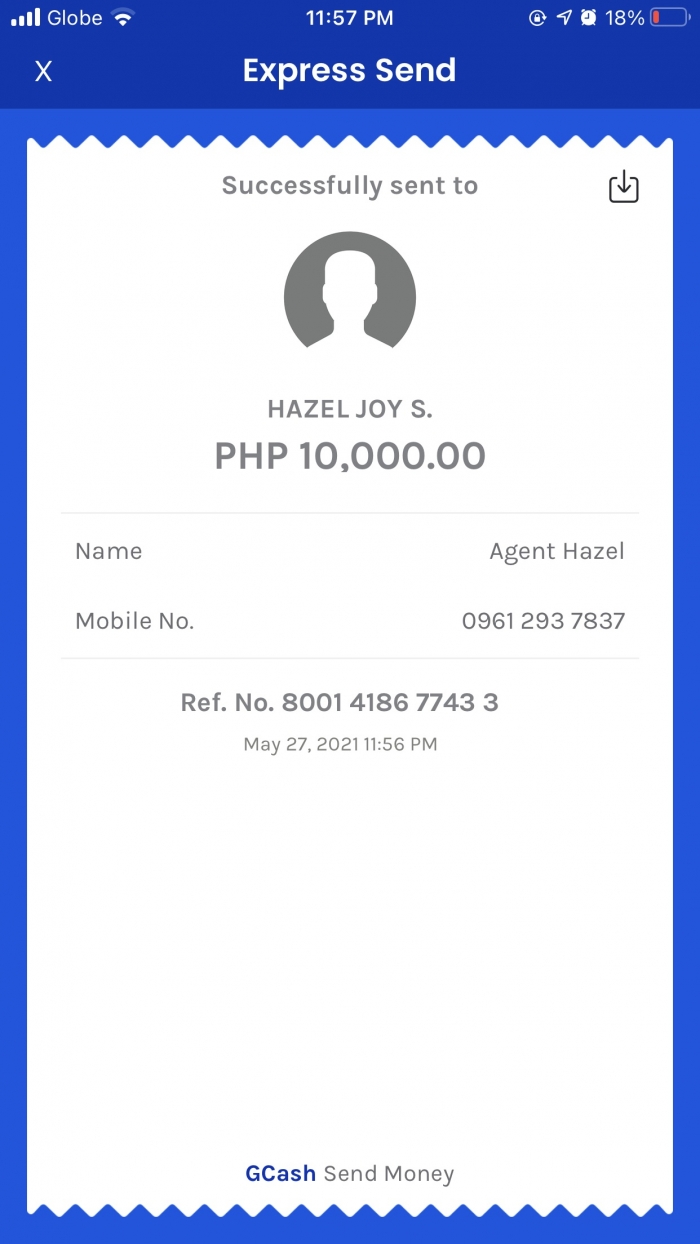 Globe 11:57 PM 18%
X Express Send
Successfully sent to
HAZEL JOY S.
PHP 10,000.00
Name Agent Hazel
Mobile No. 0961 293 7837
Ref. No. 8001 4186 7743 3
May 27, 2021 11:56 PM
GCash Send Money